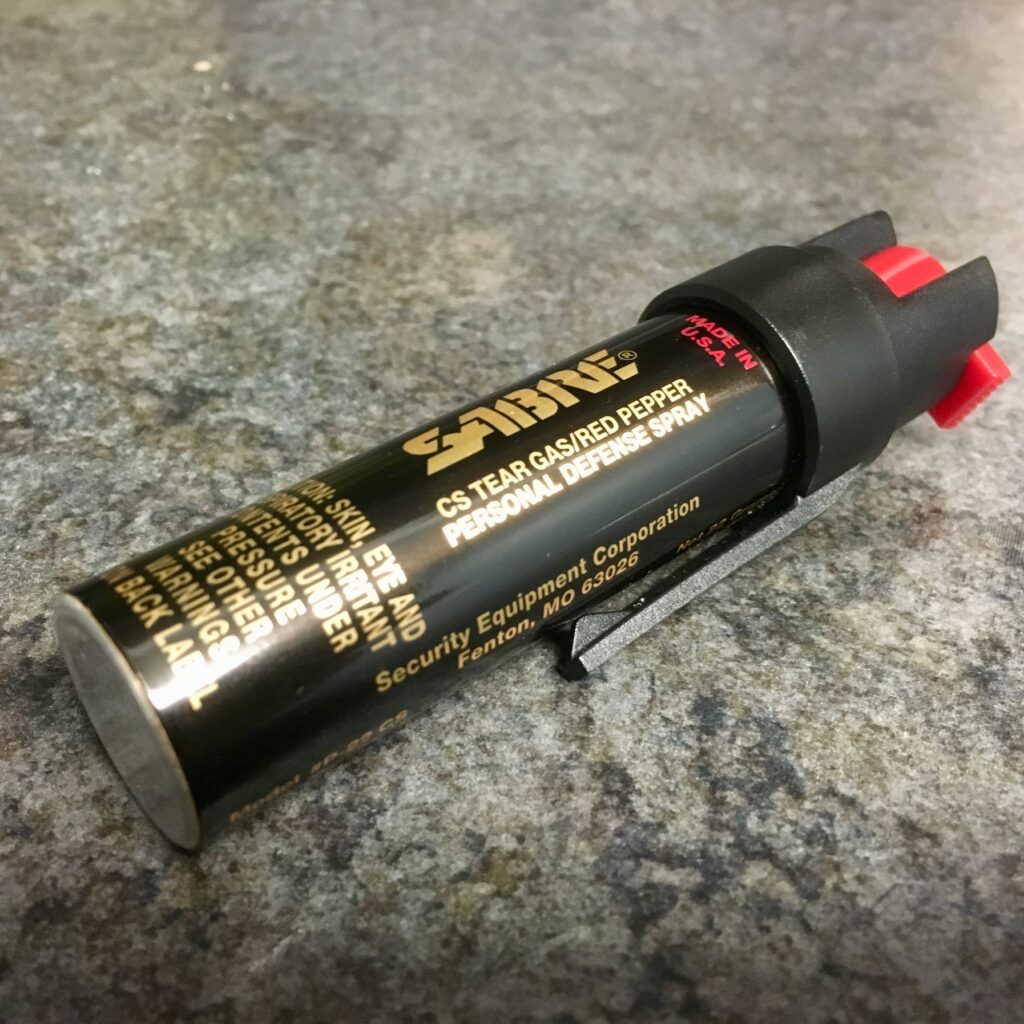 MADE IN
U.S.A.
SABRE®
CS TEAR GAS/RED PEPPER
PERSONAL DEFENSE SPRAY
SKIN, EYE AND
IRRITANT
UNDER
PRESSURE
SEE OTHER
WARNINGS
BACK LABEL
Security Equipment Corporation
Fenton, MO 63026
Net